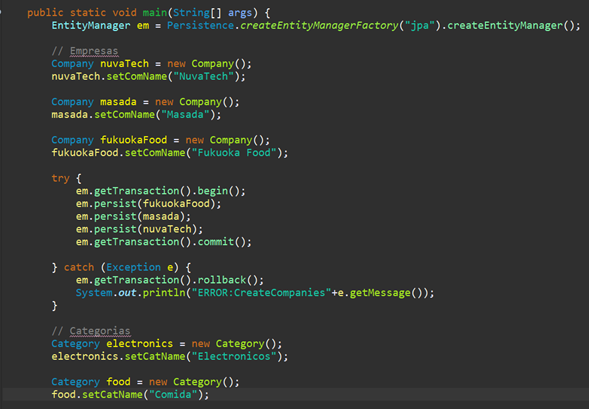 public static void main(String[] args) {
EntityManager em = Persistence.createEntityManagerFactory("jpa").createEntityManager();
// Empresas
Company nuvaTech = new Company();
nuvaTech.setComName("NuvaTech");
Company masada = new Company();
masada.setComName("Masada");
Company fukuokaFood = new Company();
fukuokaFood.setComName("Fukuoka Food");
try {
em.getTransaction().begin();
em.persist(fukuokaFood);
em.persist(masada);
em.persist(nuvaTech);
em.getTransaction().commit();
} catch (Exception e) {
em.getTransaction().rollback();
System.out.println("ERROR:CreateCompanies"+e.getMessage());
}
// Categorias
Category electronics = new Category();
electronics.setCatName("Electronicos");
Category food = new Category();
food.setCatName("Comida");